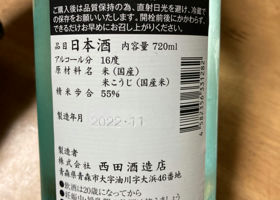 ご購入後は品質保持の為、直射日光を避け、冷蔵で
の保存をお願いいたします。開栓前後にかかわらず、
できるだけお早めにお召し上がりください。
品目 日本酒 内容量 720ml
アルコール分 16度
原材料名 米(国産)
米こうじ(国産米)
精米歩合 55%
製造年月 2022.11
製造者
株式会社 西田酒造店
青森県青森市大字油川字大浜46番地
●飲酒は20歳になってから